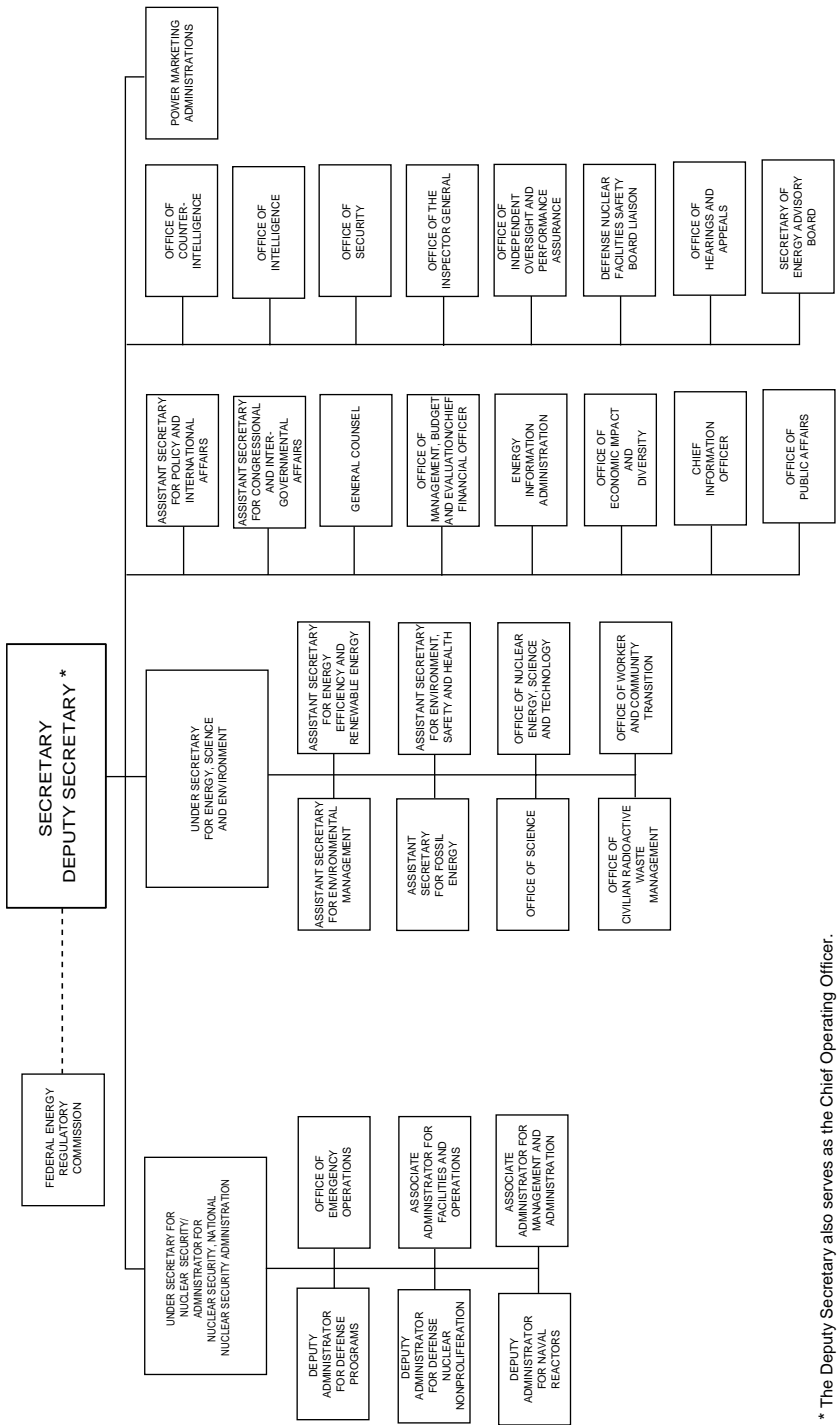 SECRETARY
DEPUTY SECRETARY *
FEDERAL ENERGY
REGULATORY
COMMISSION
UNDER SECRETARY FOR
NUCLEAR SECURITY/
ADMINISTRATOR FOR
NUCLEAR SECURITY, NATIONAL
NUCLEAR SECURITY ADMINISTRATION
DEPUTY
ADMINISTRATOR
FOR DEFENSE
PROGRAMS
OFFICE OF
EMERGENCY
OPERATIONS
DEPUTY
ADMINISTRATOR
FOR DEFENSE
NUCLEAR
NONPROLIFERATION
ASSOCIATE
ADMINISTRATOR FOR
FACILITIES AND
OPERATIONS
DEPUTY
ADMINISTRATOR
FOR NAVAL
REACTORS
ASSOCIATE
ADMINISTRATOR FOR
MANAGEMENT AND
ADMINISTRATION
UNDER SECRETARY
FOR ENERGY, SCIENCE
AND ENVIRONMENT
ASSISTANT SECRETARY
FOR ENVIRONMENTAL
MANAGEMENT
ASSISTANT SECRETARY
FOR ENERGY
EFFICIENCY AND
RENEWABLE ENERGY
ASSISTANT
SECRETARY
FOR FOSSIL
ENERGY
ASSISTANT SECRETARY
FOR ENVIRONMENT,
SAFETY AND HEALTH
OFFICE OF SCIENCE
OFFICE OF NUCLEAR
ENERGY, SCIENCE
AND TECHNOLOGY
OFFICE OF
CIVILIAN RADIOACTIVE
WASTE
MANAGEMENT
OFFICE OF WORKER
AND COMMUNITY
TRANSITION
ASSISTANT SECRETARY
FOR POLICY AND
INTERNATIONAL
AFFAIRS
ASSISTANT SECRETARY
FOR CONGRESSIONAL
AND INTER-
GOVERNMENTAL
AFFAIRS
GENERAL COUNSEL
OFFICE OF
MANAGEMENT, BUDGET
AND EVALUATION/CHIEF
FINANCIAL OFFICER
ENERGY
INFORMATION
ADMINISTRATION
OFFICE OF
ECONOMIC IMPACT
AND
DIVERSITY
CHIEF
INFORMATION
OFFICER
OFFICE OF
PUBLIC AFFAIRS
OFFICE OF
COUNTER-
INTELLIGENCE
OFFICE OF
INTELLIGENCE
OFFICE OF
SECURITY
OFFICE OF THE
INSPECTOR GENERAL
OFFICE OF
INDEPENDENT
OVERSIGHT AND
PERFORMANCE
ASSURANCE
DEFENSE NUCLEAR
FACILITIES SAFETY
BOARD LIAISON
OFFICE OF
HEARINGS AND
APPEALS
SECRETARY OF
ENERGY ADVISORY
BOARD
POWER MARKETING
ADMINISTRATIONS
* The Deputy Secretary also serves as the Chief Operating Officer.